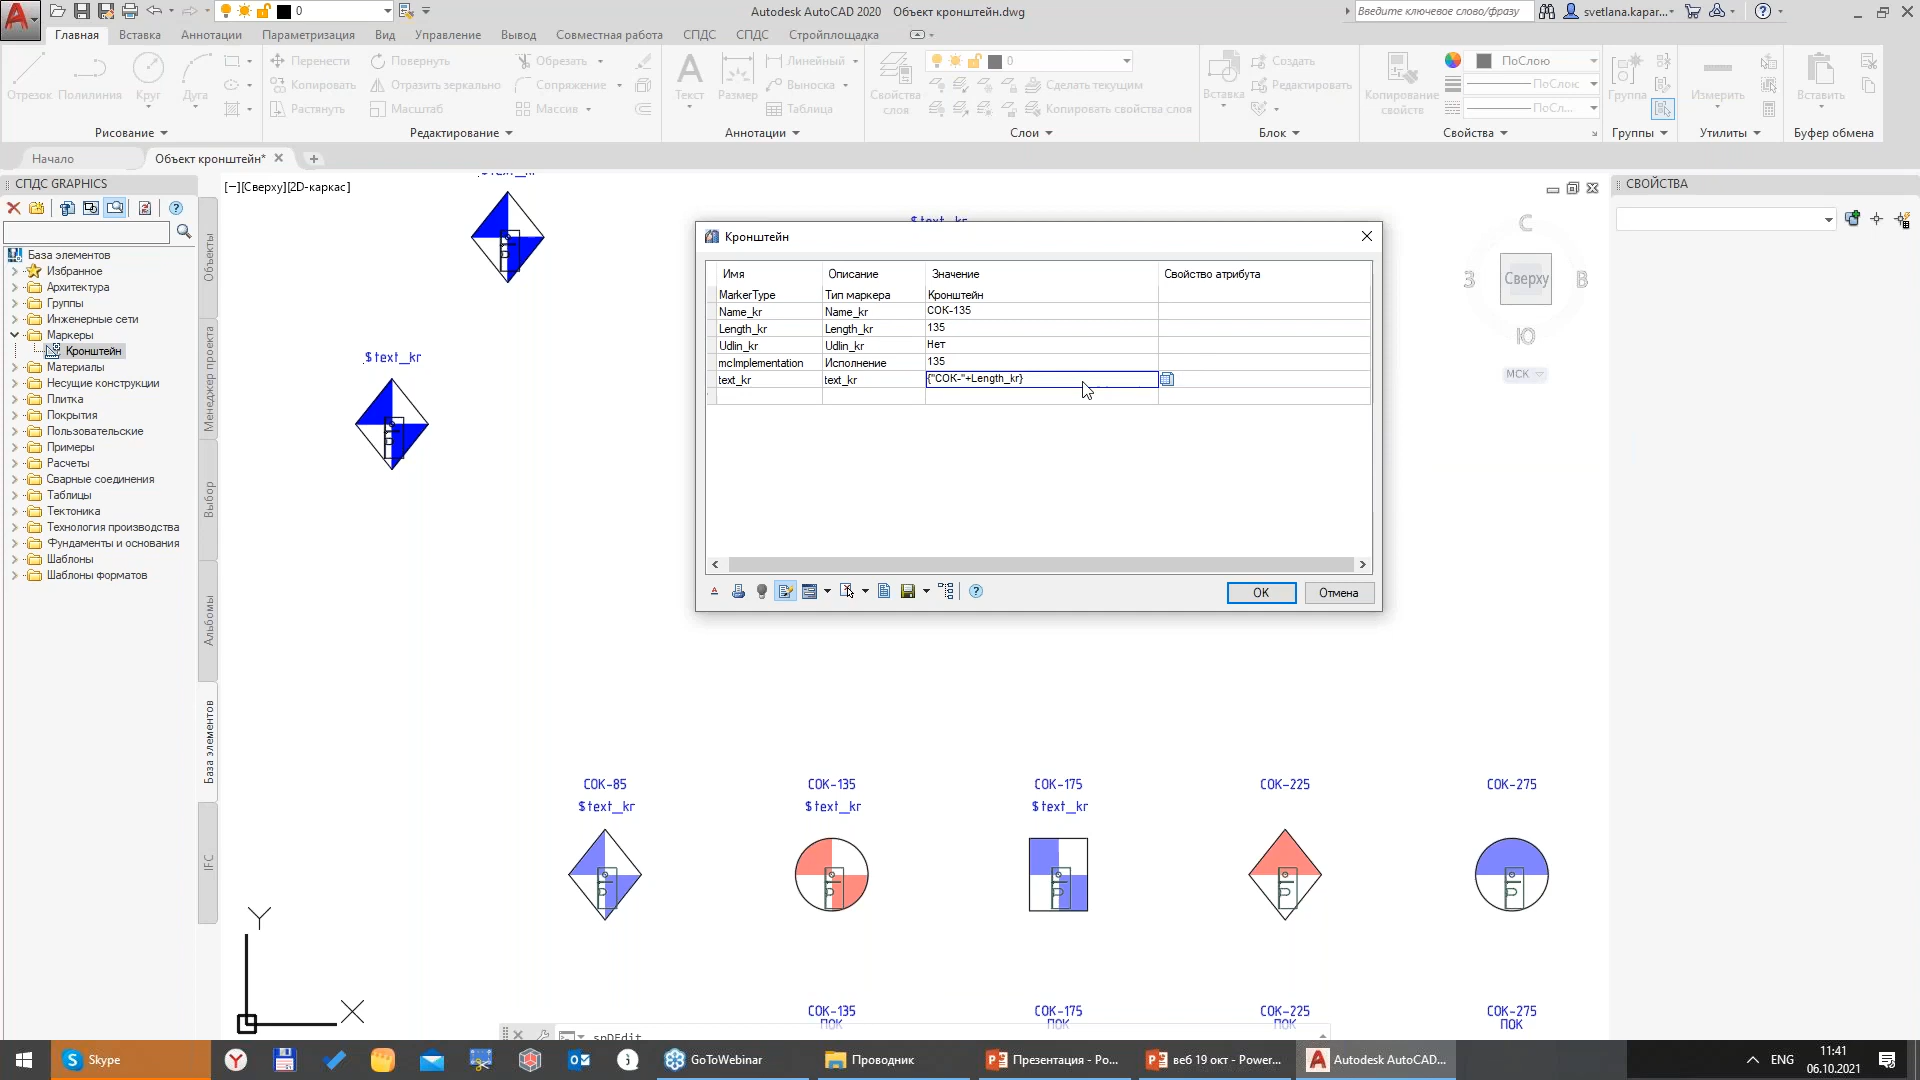 Autodesk AutoCAD 2020 Объект кронштейн.dwg
0
Введите ключевое слово/фразу
svetlana.kapar...
Главная Вставка Аннотации Параметризация Вид Управление Вывод Совместная работа СПДС СПДС Стройплощадка
Отрезок Полилиния Круг Дуга
Перенести Повернуть Обрезать
Копировать Отразить зеркально Сопряжение
Растянуть Масштаб Массив
Текст Размер
Линейный
Выноска
Таблица
Свойства слоя
0
Сделать текущим
Копировать свойства слоя
Вставка
Создать
Редактировать
Копирование свойств
ПоСлою
ПоСлою
ПоСл...
Группа
Измерить
Вставить
Рисование Редактирование Аннотации Слои Блок Свойства Группы Утилиты Буфер обмена
Начало Объект кронштейн*
СПДС GRAPHICS
База элементов
Избранное
Архитектура
Группы
Инженерные сети
Маркеры
Кронштейн
Материалы
Несущие конструкции
Плитка
Покрытия
Пользовательские
Примеры
Расчеты
Сварные соединения
Таблицы
Тектоника
Технология производства
Фундаменты и основания
Шаблоны
Шаблоны форматов
Объекты
Менеджер проекта
Выбор
Альбомы
База элементов
IFC
[−][Сверху][2D-каркас]
$text_kr
$text_kr
$text_kr
Кронштейн
Имя Описание Значение Свойство атрибута
MarkerType Тип маркера Кронштейн
Name_kr Name_kr СОК-135
Length_kr Length_kr 135
Udlin_kr Udlin_kr Нет
mcImplementation Исполнение 135
text_kr text_kr {"СОК-"+Length_kr}
OK Отмена
С
З Сверху В
Ю
МСК
СВОЙСТВА
СОК-85 СОК-135 СОК-175 СОК-225 СОК-275
$text_kr $text_kr $text_kr
СОК-135 СОК-175 СОК-225 СОК-275
ПОК ПОК ПОК ПОК
Y
X
spDEdit
Skype
GoToWebinar
Проводник
Презентация - Po...
веб 19 окт - Power...
Autodesk AutoCAD...
ENG
11:41
06.10.2021